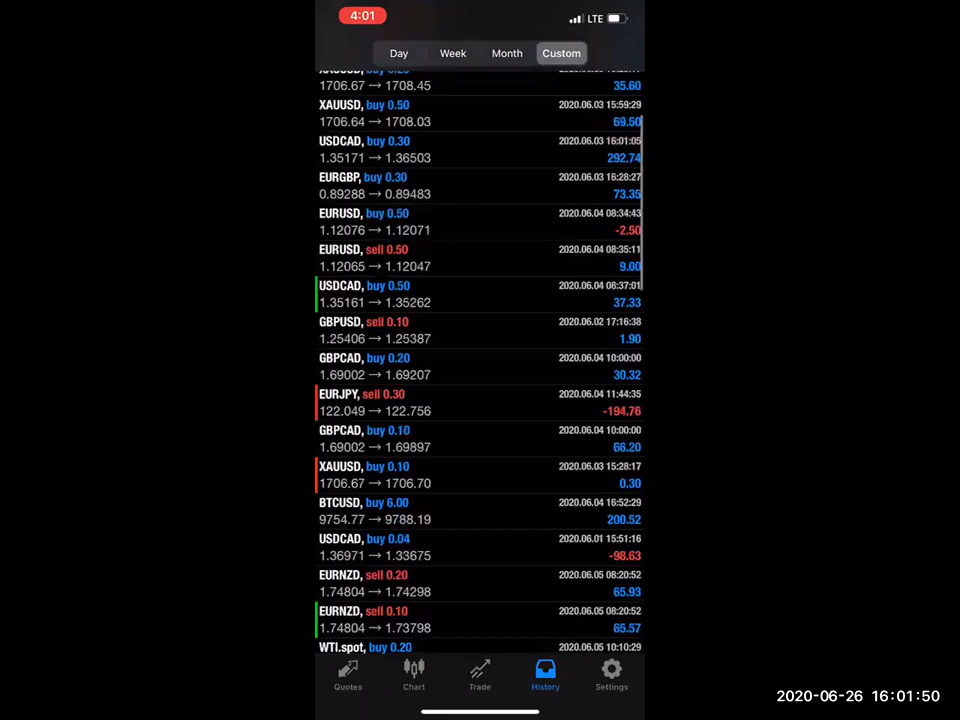 4:01
LTE
Day Week Month Custom
1706.67 → 1708.45 35.60
XAUUSD, buy 0.50 2020.06.03 15:59:29
1706.64 → 1708.03 69.50
USDCAD, buy 0.30 2020.06.03 16:01:05
1.35171 → 1.36503 292.74
EURGBP, buy 0.30 2020.06.03 16:28:27
0.89288 → 0.89483 73.35
EURUSD, buy 0.50 2020.06.04 08:34:43
1.12076 → 1.12071 -2.50
EURUSD, sell 0.50 2020.06.04 08:35:11
1.12065 → 1.12047 9.00
USDCAD, buy 0.50 2020.06.04 08:37:01
1.35161 → 1.35262 37.33
GBPUSD, sell 0.10 2020.06.02 17:16:38
1.25406 → 1.25387 1.90
GBPCAD, buy 0.20 2020.06.04 10:00:00
1.69002 → 1.69207 30.32
EURJPY, sell 0.30 2020.06.04 11:44:35
122.049 → 122.756 -194.76
GBPCAD, buy 0.10 2020.06.04 10:00:00
1.69002 → 1.69897 66.20
XAUUSD, buy 0.10 2020.06.03 15:28:17
1706.67 → 1706.70 0.30
BTCUSD, buy 6.00 2020.06.04 16:52:29
9754.77 → 9788.19 200.52
USDCAD, buy 0.04 2020.06.01 15:51:16
1.36971 → 1.33675 -98.63
EURNZD, sell 0.20 2020.06.05 08:20:52
1.74804 → 1.74298 65.93
EURNZD, sell 0.10 2020.06.05 08:20:52
1.74804 → 1.73798 65.57
WTI.spot, buy 0.20 2020.06.05 10:10:29
Quotes Chart Trade History Settings
2020-06-26 16:01:50